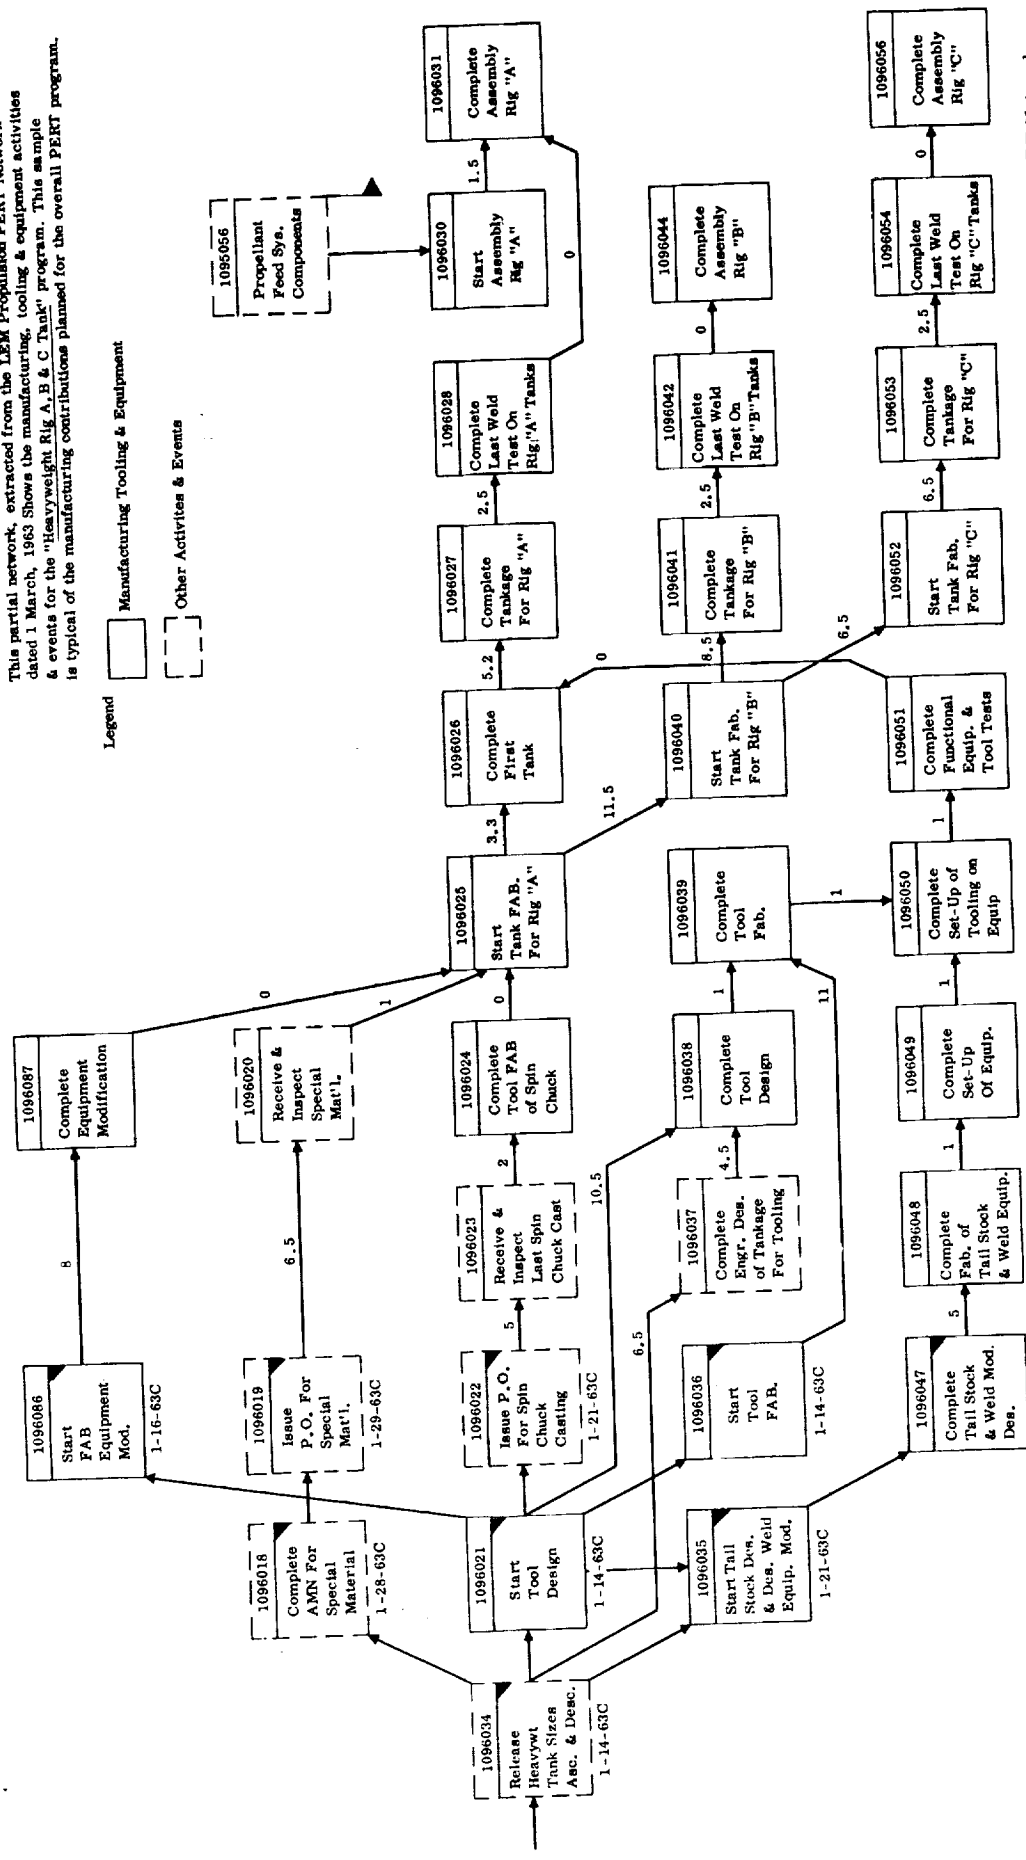 This partial network, extracted from the LEM Propulsion PERT Network
dated 1 March, 1963 Shows the manufacturing, tooling & equipment activities
& events for the "Heavyweight Rig A, B & C Tank" program. This sample
is typical of the manufacturing contributions planned for the overall PERT program.
Legend
Manufacturing Tooling & Equipment
Other Activites & Events
1096086
Start
FAB
Equipment
Mod.
1-16-63C
8
1096087
Complete
Equipment
Modification
0
1096018
Complete
AMN For
Special
Material
1-28-63C
1096019
Issue
P.O. For
Special
Mat'l.
1-29-63C
6.5
1096020
Receive &
Inspect
Special
Mat'l.
1
1095056
Propellant
Feed Sys.
Components
1096034
Release
Heavywt
Tank Sizes
Asc. & Desc.
1-14-63C
1096021
Start
Tool
Design
1-14-63C
1096022
Issue P.O.
For Spin
Chuck
Casting
1-21-63C
5
1096023
Receive &
Inspect
Last Spin
Chuck Cast
2
1096024
Complete
Tool FAB
of Spin
Chuck
0
1096025
Start
Tank FAB.
For Rig "A"
3.3
1096026
Complete
First
Tank
5.2
1096027
Complete
Tankage
For Rig "A"
2.5
1096028
Complete
Last Weld
Test On
Rig "A" Tanks
0
1096030
Start
Assembly
Rig "A"
1.5
1096031
Complete
Assembly
Rig "A"
10.5
6.5
11.5
1096035
Start Tail
Stock Des.
& Des. Weld
Equip. Mod.
1-21-63C
1096036
Start
Tool
FAB.
1-14-63C
11
1096037
Complete
Engr. Des.
of Tankage
For Tooling
4.5
1096038
Complete
Tool
Design
1
1096039
Complete
Tool
Fab.
1
1096040
Start
Tank Fab.
For Rig "B"
8.5
1096041
Complete
Tankage
For Rig "B"
2.5
1096042
Complete
Last Weld
Test On
Rig "B" Tanks
0
1096044
Complete
Assembly
Rig "B"
0
6.5
1096047
Complete
Tail Stock
& Weld Mod.
Des.
5
1096048
Complete
Fab. of
Tail Stock
& Weld Equip.
1
1096049
Complete
Set-Up
Of Equip.
1
1096050
Complete
Set-Up of
Tooling on
Equip
1
1096051
Complete
Functional
Equip. &
Tool Tests
1096052
Start
Tank Fab.
For Rig "C"
6.5
1096053
Complete
Tankage
For Rig "C"
2.5
1096054
Complete
Last Weld
Test On
Rig "C" Tanks
0
1096056
Complete
Assembly
Rig "C"